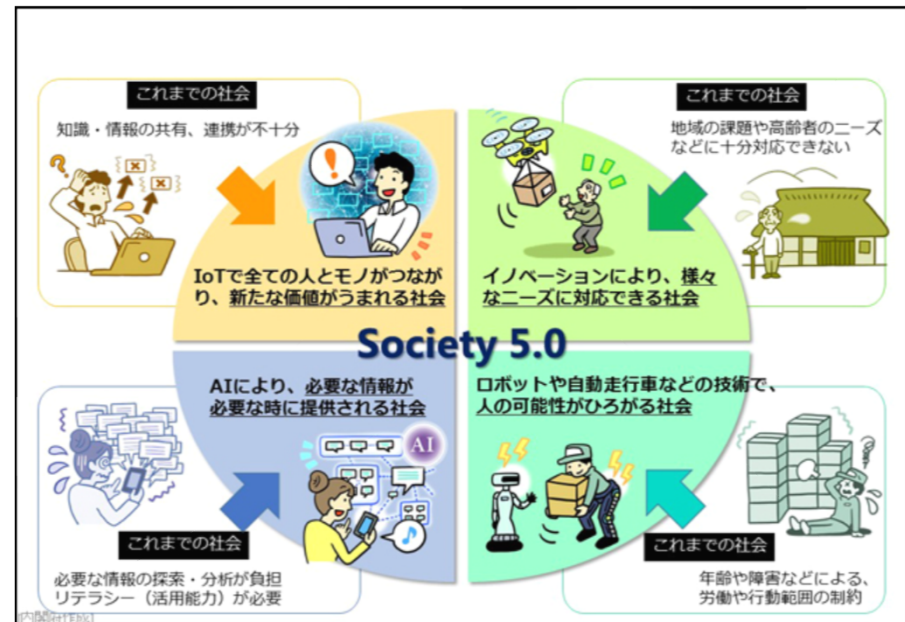 これまでの社会
知識・情報の共有、連携が不十分
IoTで全ての人とモノがつなが
り、新たな価値がうまれる社会
これまでの社会
地域の課題や高齢者のニーズ
などに十分対応できない
イノベーションにより、様々
なニーズに対応できる社会
Society 5.0
AIにより、必要な情報が
必要な時に提供される社会
AI
これまでの社会
必要な情報の探索・分析が負担
リテラシー（活用能力）が必要
ロボットや自動走行車などの技術で、
人の可能性がひろがる社会
これまでの社会
年齢や障害などによる、
労働や行動範囲の制約